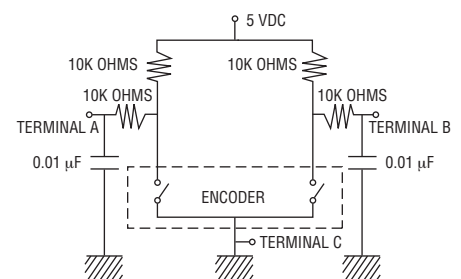 5 VDC
10K OHMS 10K OHMS
10K OHMS 10K OHMS
TERMINAL A TERMINAL B
0.01 μF 0.01 μF
ENCODER
TERMINAL C